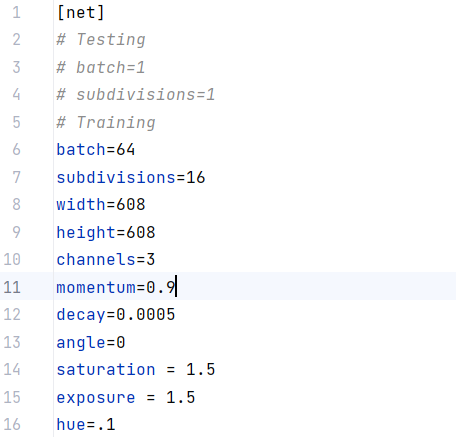 1 [net]
2 # Testing
3 # batch=1
4 # subdivisions=1
5 # Training
6 batch=64
7 subdivisions=16
8 width=608
9 height=608
10 channels=3
11 momentum=0.9
12 decay=0.0005
13 angle=0
14 saturation = 1.5
15 exposure = 1.5
16 hue=.1